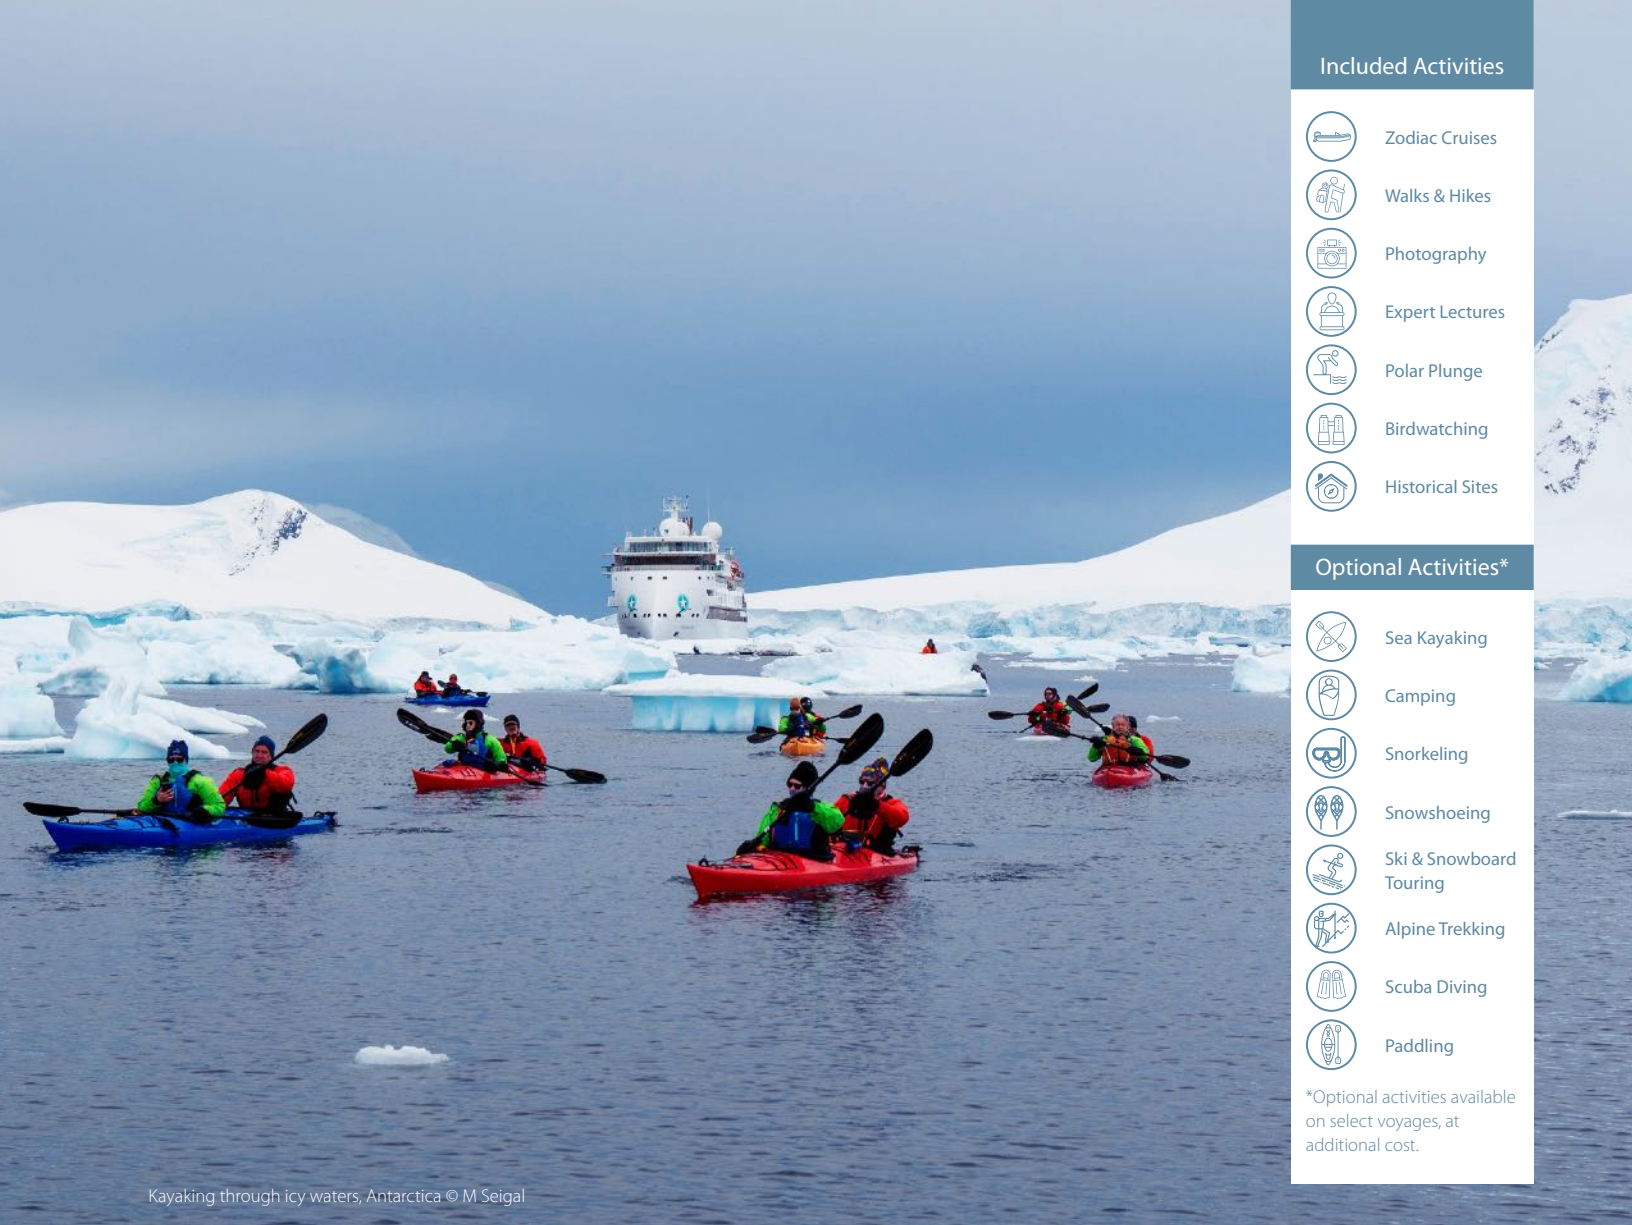 Included Activities
Zodiac Cruises
Walks & Hikes
Photography
Expert Lectures
Polar Plunge
Birdwatching
Historical Sites
Optional Activities*
Sea Kayaking
Camping
Snorkeling
Snowshoeing
Ski & Snowboard
Touring
Alpine Trekking
Scuba Diving
Paddling
*Optional activities available
on select voyages, at
additional cost.
Kayaking through icy waters, Antarctica © M Seigal